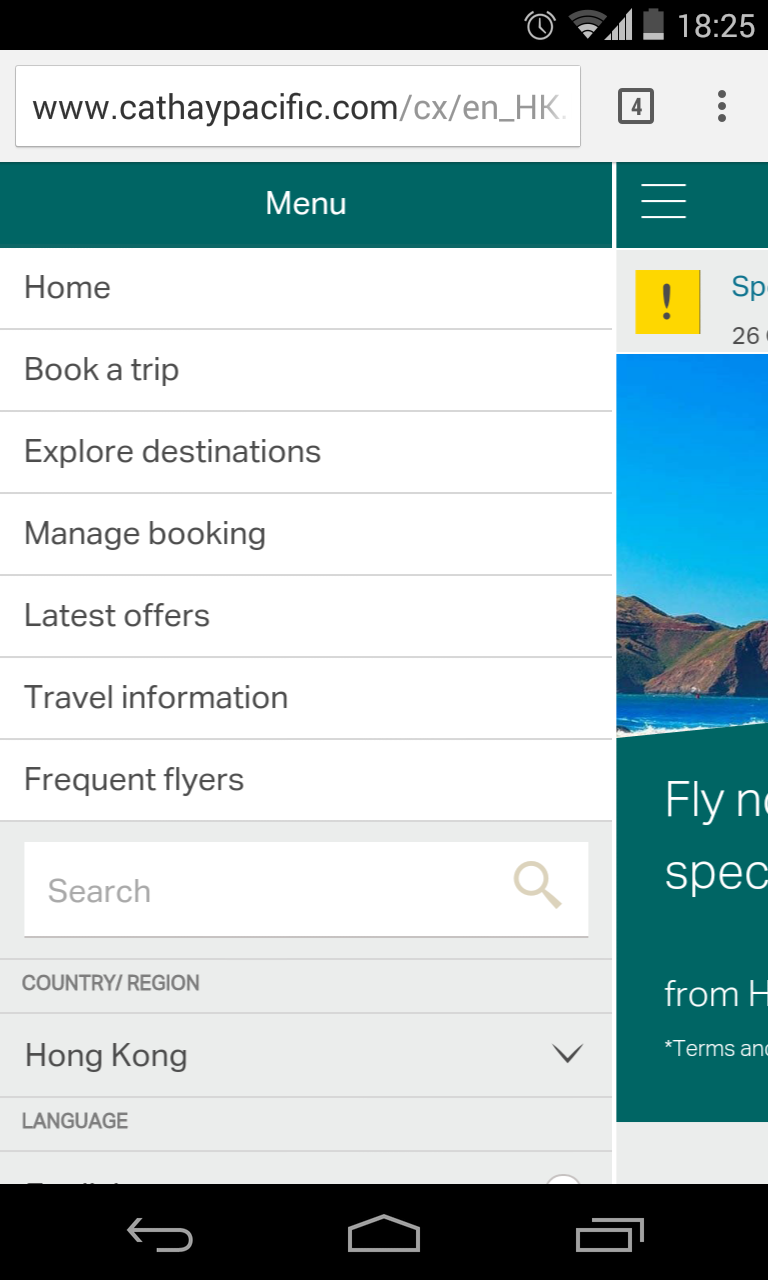 18:25
www.cathaypacific.com/cx/en_HK.
4
Menu
Home
Book a trip
Explore destinations
Manage booking
Latest offers
Travel information
Frequent flyers
Search
COUNTRY/ REGION
Hong Kong
LANGUAGE
!
Sp
26
Fly n
spec
from H
*Terms and